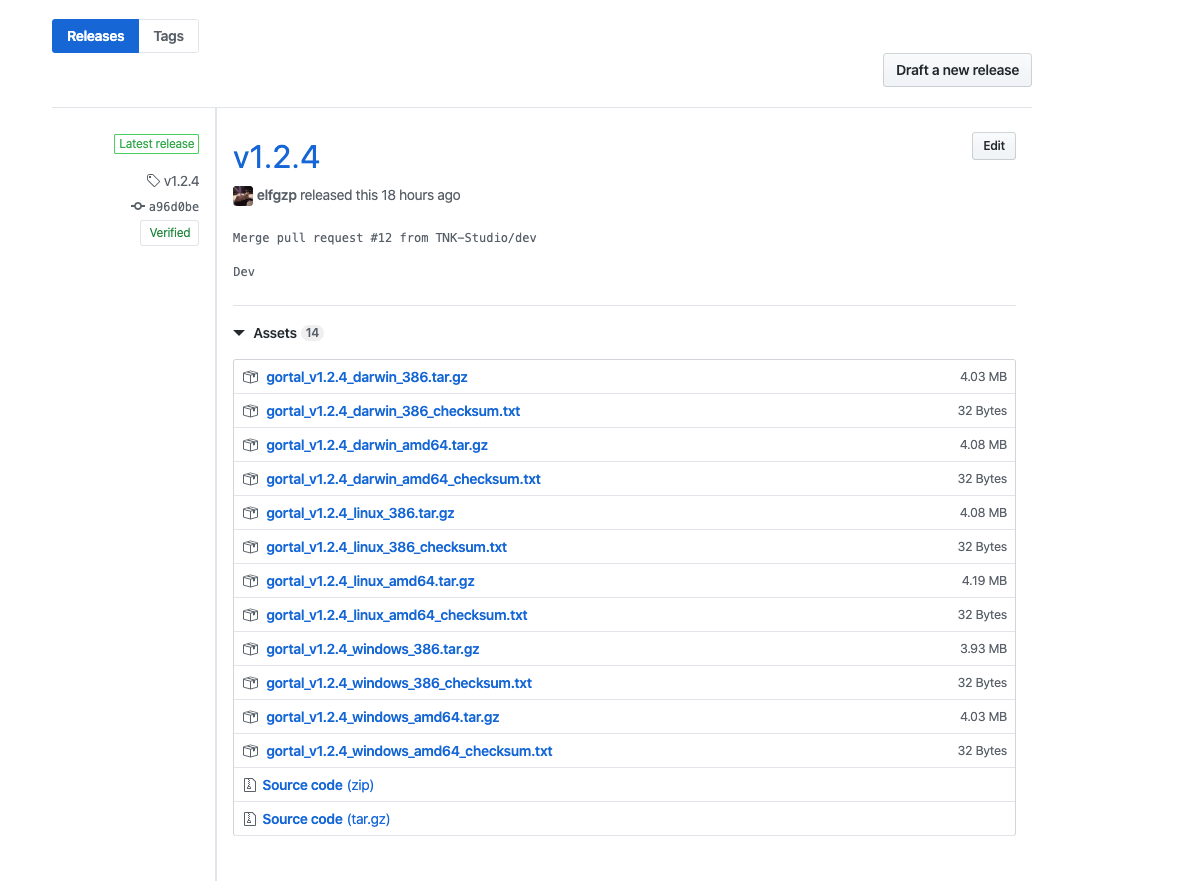 Releases Tags
Draft a new release
Latest release
v1.2.4
a96d0be
Verified
v1.2.4
Edit
elfgzp released this 18 hours ago
Merge pull request #12 from TNK-Studio/dev
Dev
Assets 14
gortal_v1.2.4_darwin_386.tar.gz 4.03 MB
gortal_v1.2.4_darwin_386_checksum.txt 32 Bytes
gortal_v1.2.4_darwin_amd64.tar.gz 4.08 MB
gortal_v1.2.4_darwin_amd64_checksum.txt 32 Bytes
gortal_v1.2.4_linux_386.tar.gz 4.08 MB
gortal_v1.2.4_linux_386_checksum.txt 32 Bytes
gortal_v1.2.4_linux_amd64.tar.gz 4.19 MB
gortal_v1.2.4_linux_amd64_checksum.txt 32 Bytes
gortal_v1.2.4_windows_386.tar.gz 3.93 MB
gortal_v1.2.4_windows_386_checksum.txt 32 Bytes
gortal_v1.2.4_windows_amd64.tar.gz 4.03 MB
gortal_v1.2.4_windows_amd64_checksum.txt 32 Bytes
Source code (zip)
Source code (tar.gz)